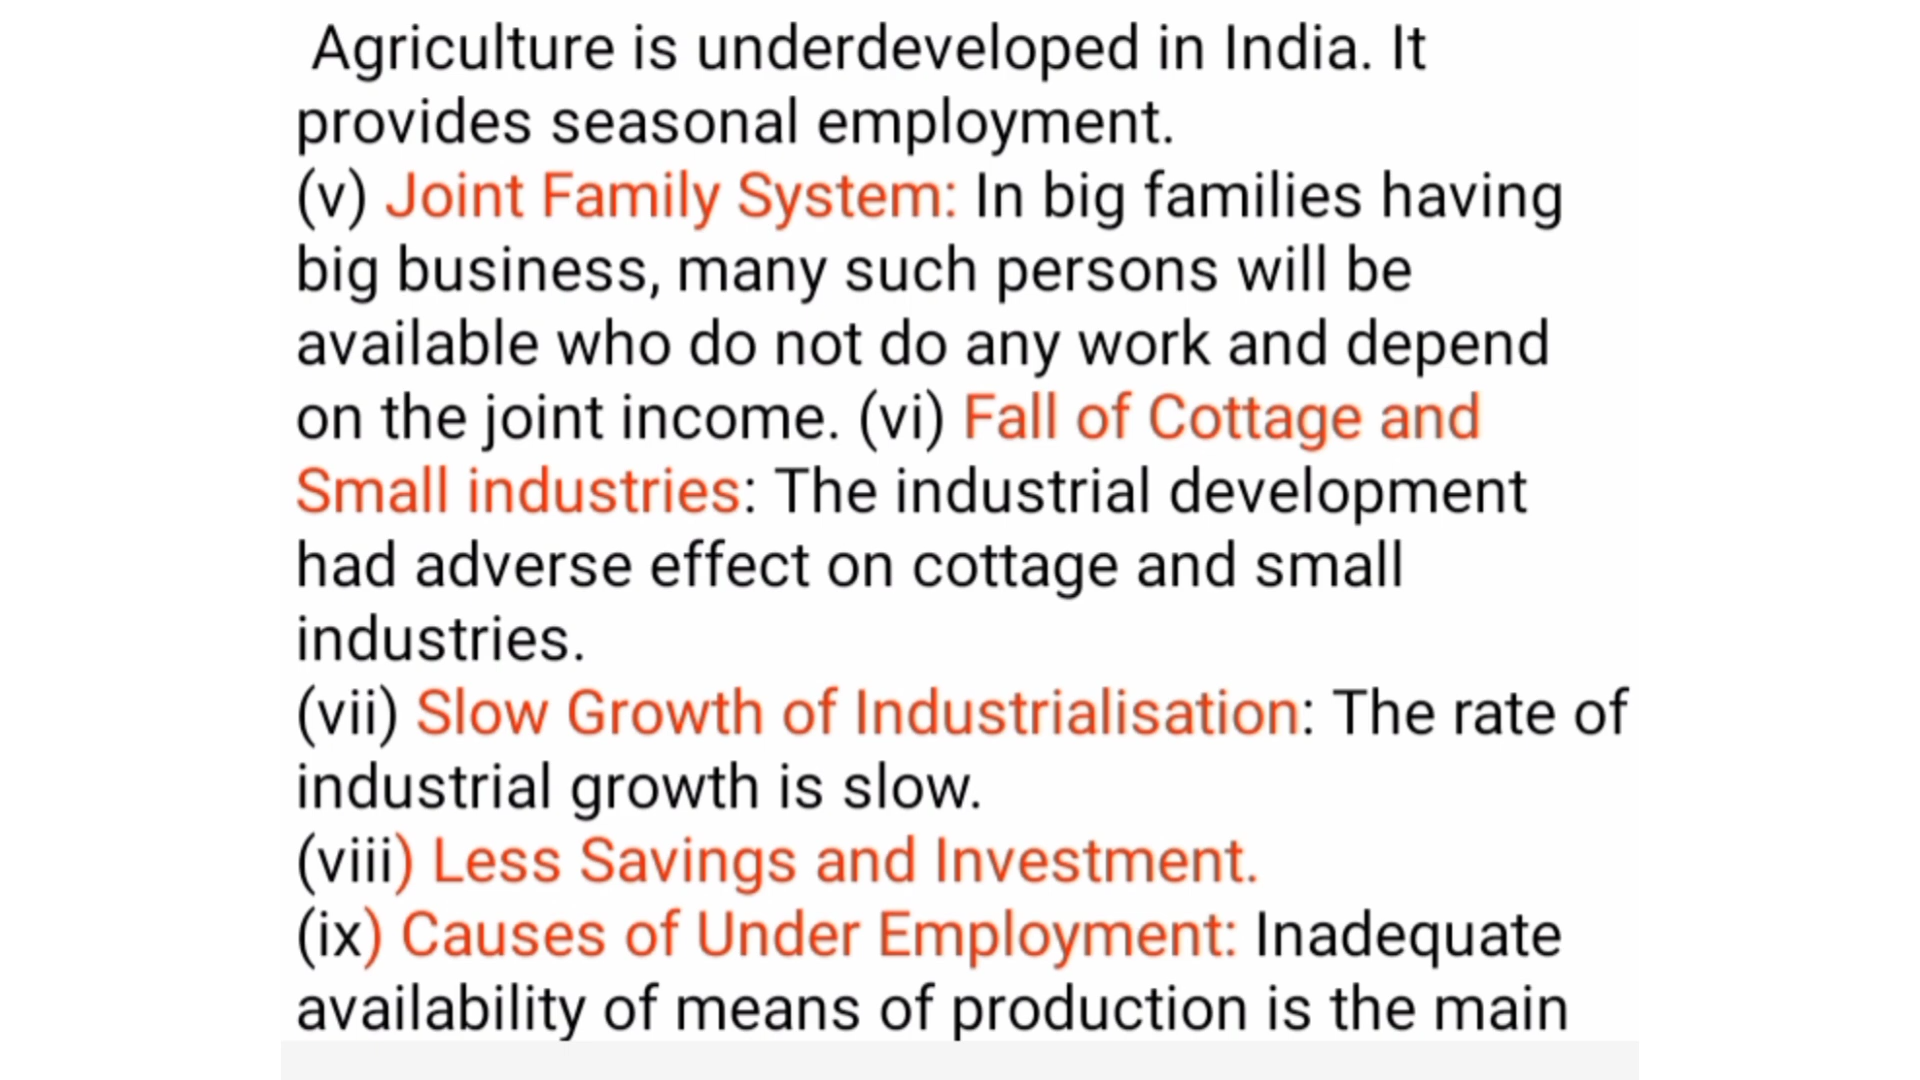 Agriculture is underdeveloped in India. It
provides seasonal employment.
(v) Joint Family System: In big families having
big business, many such persons will be
available who do not do any work and depend
on the joint income. (vi) Fall of Cottage and
Small industries: The industrial development
had adverse effect on cottage and small
industries.
(vii) Slow Growth of Industrialisation: The rate of
industrial growth is slow.
(viii) Less Savings and Investment.
(ix) Causes of Under Employment: Inadequate
availability of means of production is the main